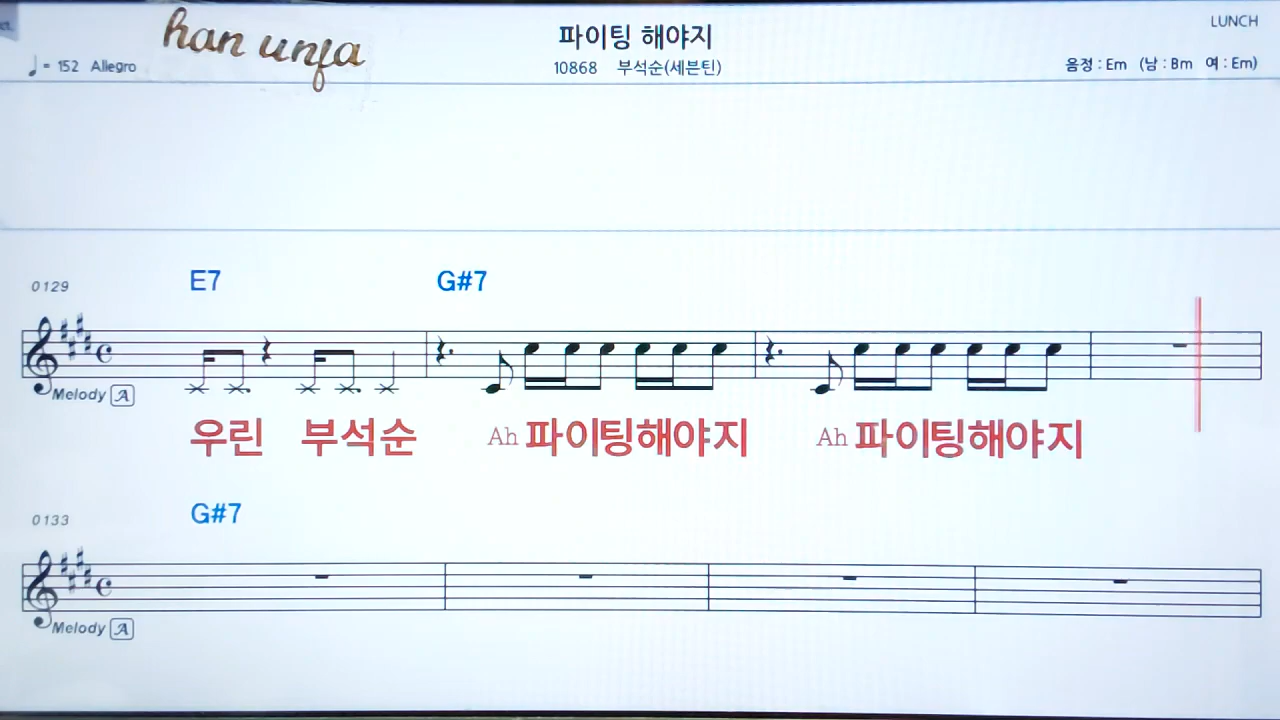 han unfa
파이팅 해야지
LUNCH
♩= 152 Allegro
10868 부석순(세븐틴)
음정 : Em (남 : Bm 여 : Em)
E7 G#7
0129
Melody A
우린 부석순 Ah 파이팅해야지 Ah 파이팅해야지
G#7
0133
Melody A